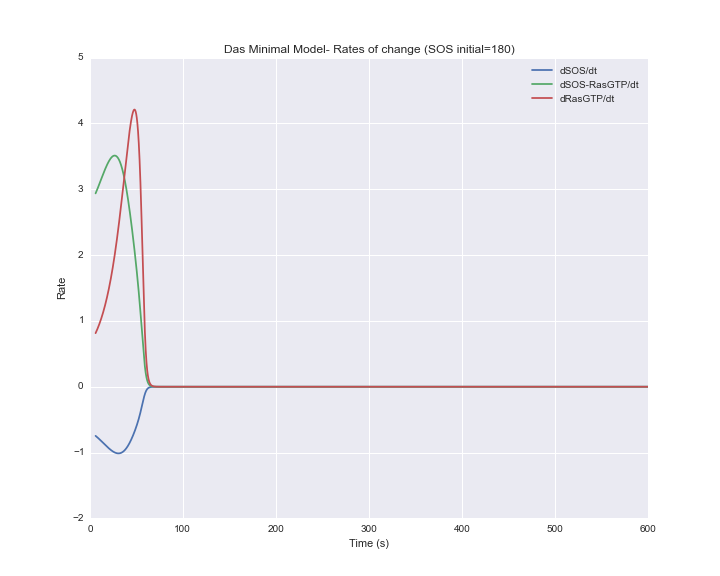 Das Minimal Model- Rates of change (SOS initial=180)
dSOS/dt
dSOS-RasGTP/dt
dRasGTP/dt
5
4
3
2
1
0
−1
−2
Rate
0 100 200 300 400 500 600
Time (s)